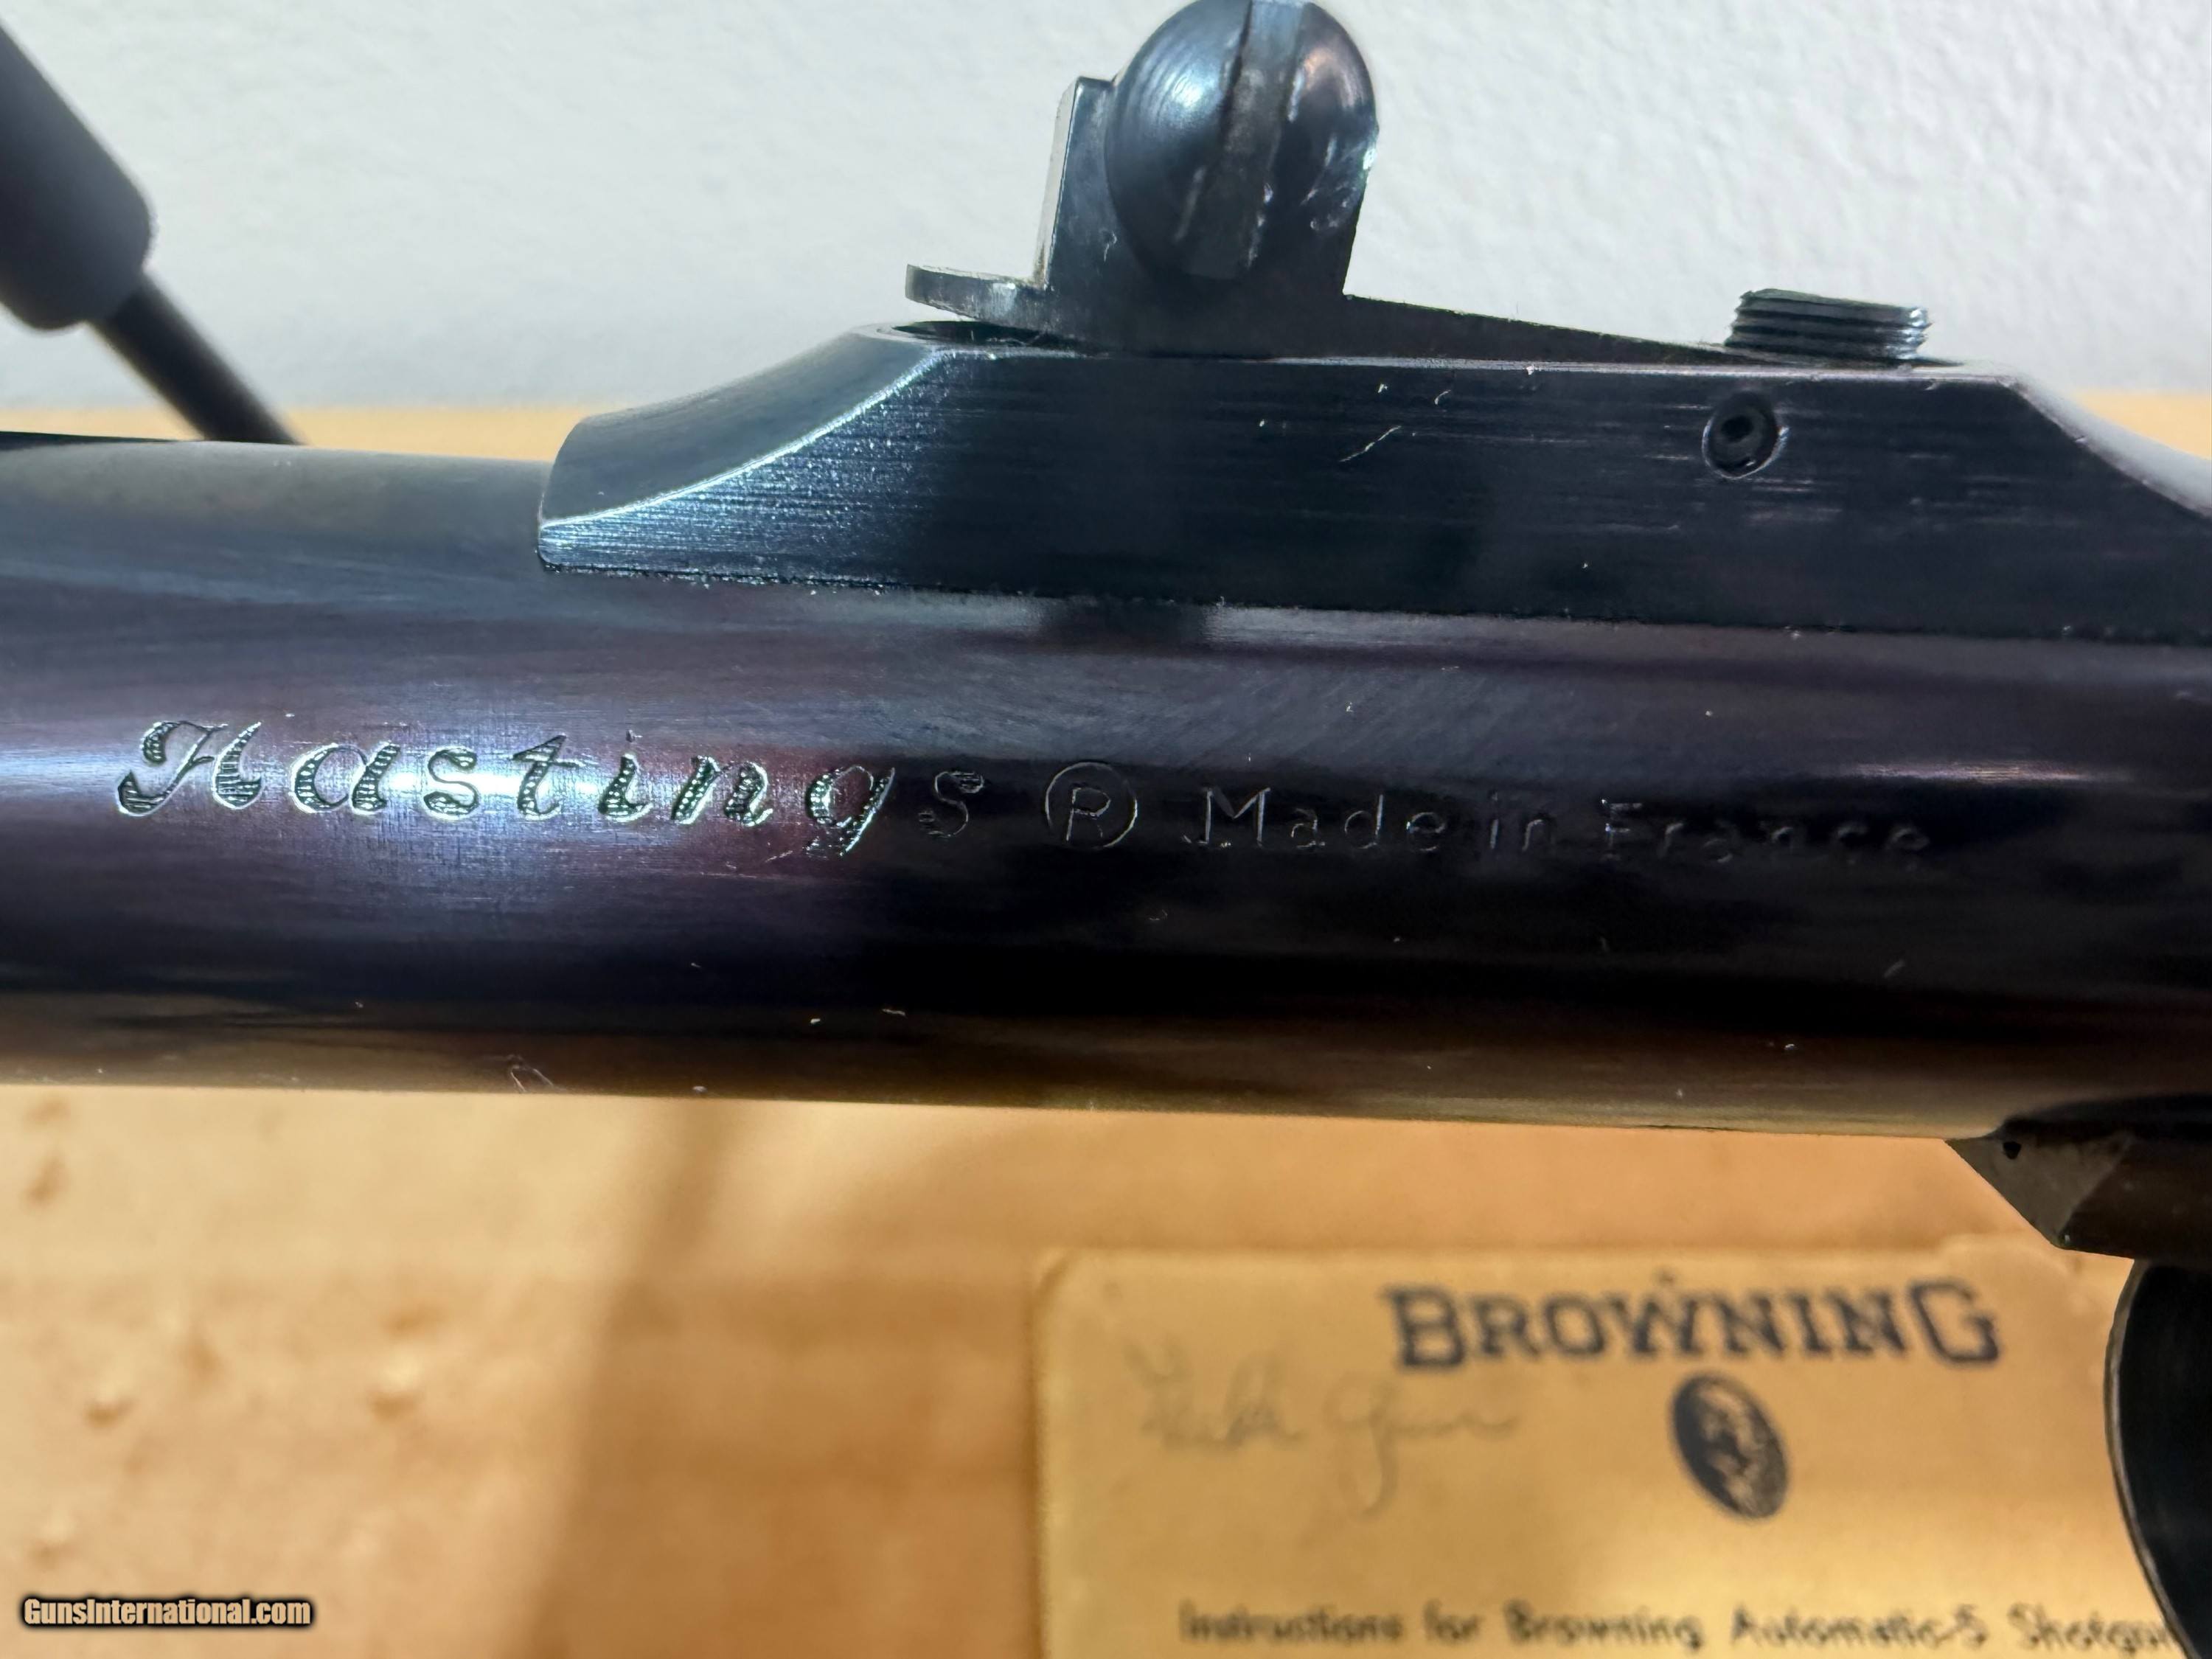 Hastings ® Made in France
BROWNING
Instructions for Browning Automatic-5 Shotgun
GunsInternational.com